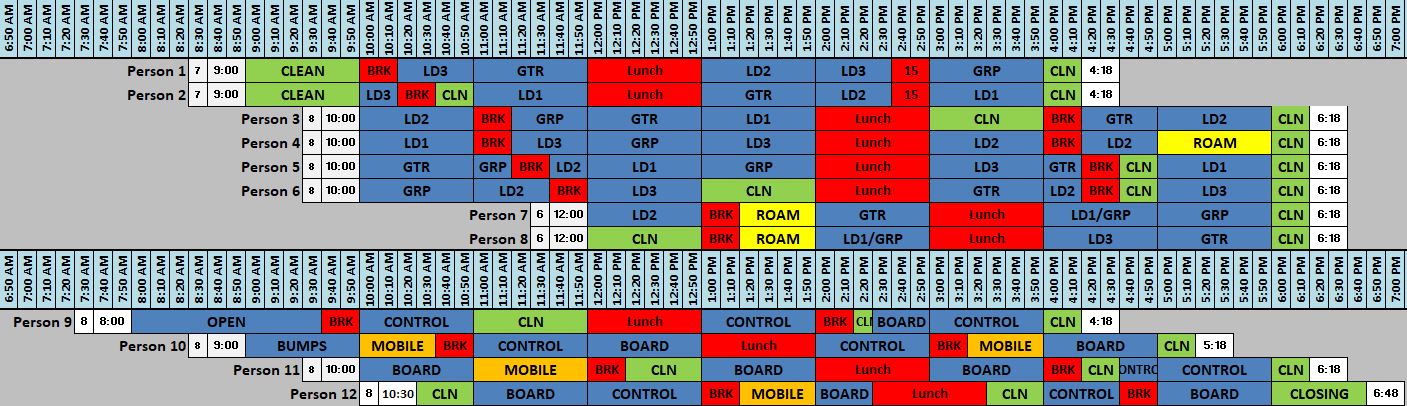 6:50 AM 7:00 AM 7:10 AM 7:20 AM 7:30 AM 7:40 AM 7:50 AM 8:00 AM 8:10 AM 8:20 AM 8:30 AM 8:40 AM 8:50 AM 9:00 AM 9:10 AM 9:20 AM 9:30 AM 9:40 AM 9:50 AM 10:00 AM 10:10 AM 10:20 AM 10:30 AM 10:40 AM 10:50 AM 11:00 AM 11:10 AM 11:20 AM 11:30 AM 11:40 AM 11:50 AM 12:00 PM 12:10 PM 12:20 PM 12:30 PM 12:40 PM 12:50 PM 1:00 PM 1:10 PM 1:20 PM 1:30 PM 1:40 PM 1:50 PM 2:00 PM 2:10 PM 2:20 PM 2:30 PM 2:40 PM 2:50 PM 3:00 PM 3:10 PM 3:20 PM 3:30 PM 3:40 PM 3:50 PM 4:00 PM 4:10 PM 4:20 PM 4:30 PM 4:40 PM 4:50 PM 5:00 PM 5:10 PM 5:20 PM 5:30 PM 5:40 PM 5:50 PM 6:00 PM 6:10 PM 6:20 PM 6:30 PM 6:40 PM 6:50 PM 7:00 PM
Person 1 7 9:00 CLEAN BRK LD3 GTR Lunch LD2 LD3 15 GRP CLN 4:18
Person 2 7 9:00 CLEAN LD3 BRK CLN LD1 Lunch GTR LD2 15 LD1 CLN 4:18
Person 3 8 10:00 LD2 BRK GRP GTR LD1 Lunch CLN BRK GTR LD2 CLN 6:18
Person 4 8 10:00 LD1 BRK LD3 GRP LD3 Lunch LD2 BRK LD2 ROAM CLN 6:18
Person 5 8 10:00 GTR GRP BRK LD2 LD1 GRP Lunch LD3 GTR BRK CLN LD1 CLN 6:18
Person 6 8 10:00 GRP LD2 BRK LD3 CLN Lunch GTR LD2 BRK CLN LD3 CLN 6:18
Person 7 6 12:00 LD2 BRK ROAM GTR Lunch LD1/GRP GRP CLN 6:18
Person 8 6 12:00 CLN BRK ROAM LD1/GRP Lunch LD3 GTR CLN 6:18
6:50 AM 7:00 AM 7:10 AM 7:20 AM 7:30 AM 7:40 AM 7:50 AM 8:00 AM 8:10 AM 8:20 AM 8:30 AM 8:40 AM 8:50 AM 9:00 AM 9:10 AM 9:20 AM 9:30 AM 9:40 AM 9:50 AM 10:00 AM 10:10 AM 10:20 AM 10:30 AM 10:40 AM 10:50 AM 11:00 AM 11:10 AM 11:20 AM 11:30 AM 11:40 AM 11:50 AM 12:00 PM 12:10 PM 12:20 PM 12:30 PM 12:40 PM 12:50 PM 1:00 PM 1:10 PM 1:20 PM 1:30 PM 1:40 PM 1:50 PM 2:00 PM 2:10 PM 2:20 PM 2:30 PM 2:40 PM 2:50 PM 3:00 PM 3:10 PM 3:20 PM 3:30 PM 3:40 PM 3:50 PM 4:00 PM 4:10 PM 4:20 PM 4:30 PM 4:40 PM 4:50 PM 5:00 PM 5:10 PM 5:20 PM 5:30 PM 5:40 PM 5:50 PM 6:00 PM 6:10 PM 6:20 PM 6:30 PM 6:40 PM 6:50 PM 7:00 PM
Person 9 8 8:00 OPEN BRK CONTROL CLN Lunch CONTROL BRK CLN BOARD CONTROL CLN 4:18
Person 10 8 9:00 BUMPS MOBILE BRK CONTROL BOARD Lunch CONTROL BRK MOBILE BOARD CLN 5:18
Person 11 8 10:00 BOARD MOBILE BRK CLN BOARD Lunch BOARD BRK CLN ONTRO CONTROL CLN 6:18
Person 12 8 10:30 CLN BOARD CONTROL BRK MOBILE BOARD Lunch CLN CONTROL BRK BOARD CLOSING 6:48